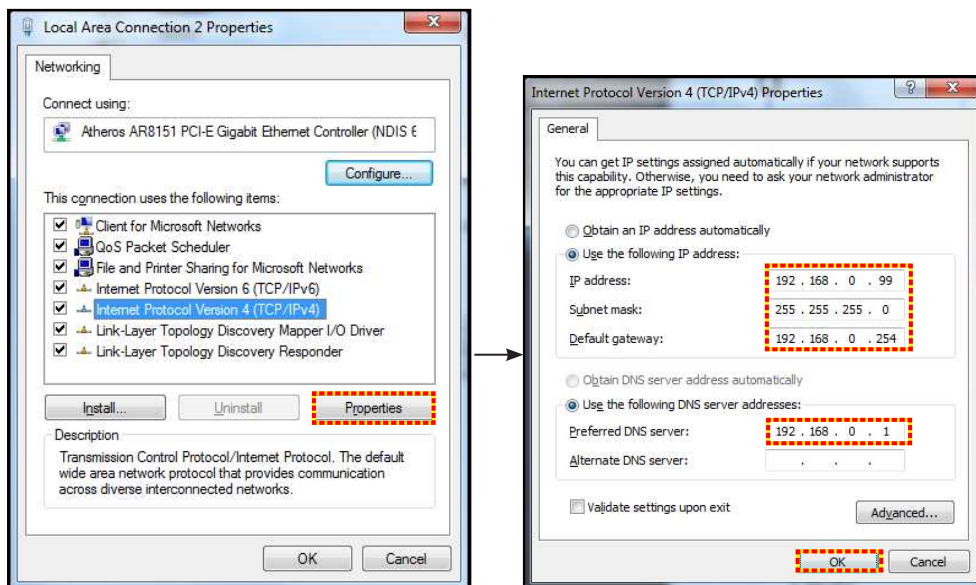 Local Area Connection 2 Properties
Networking
Connect using:
Atheros AR8151 PCI-E Gigabit Ethernet Controller (NDIS 6
Configure...
This connection uses the following items:
Client for Microsoft Networks
QoS Packet Scheduler
File and Printer Sharing for Microsoft Networks
Internet Protocol Version 6 (TCP/IPv6)
Internet Protocol Version 4 (TCP/IPv4)
Link-Layer Topology Discovery Mapper I/O Driver
Link-Layer Topology Discovery Responder
Install...
Uninstall
Properties
Description
Transmission Control Protocol/Internet Protocol. The default
wide area network protocol that provides communication
across diverse interconnected networks.
OK
Cancel
Internet Protocol Version 4 (TCP/IPv4) Properties
?
General
You can get IP settings assigned automatically if your network supports
this capability. Otherwise, you need to ask your network administrator
for the appropriate IP settings.
Obtain an IP address automatically
Use the following IP address:
IP address: 192 . 168 . 0 . 99
Subnet mask: 255 . 255 . 255 . 0
Default gateway: 192 . 168 . 0 . 254
Obtain DNS server address automatically
Use the following DNS server addresses:
Preferred DNS server: 192 . 168 . 0 . 1
Alternate DNS server: . . .
Validate settings upon exit
Advanced...
OK
Cancel